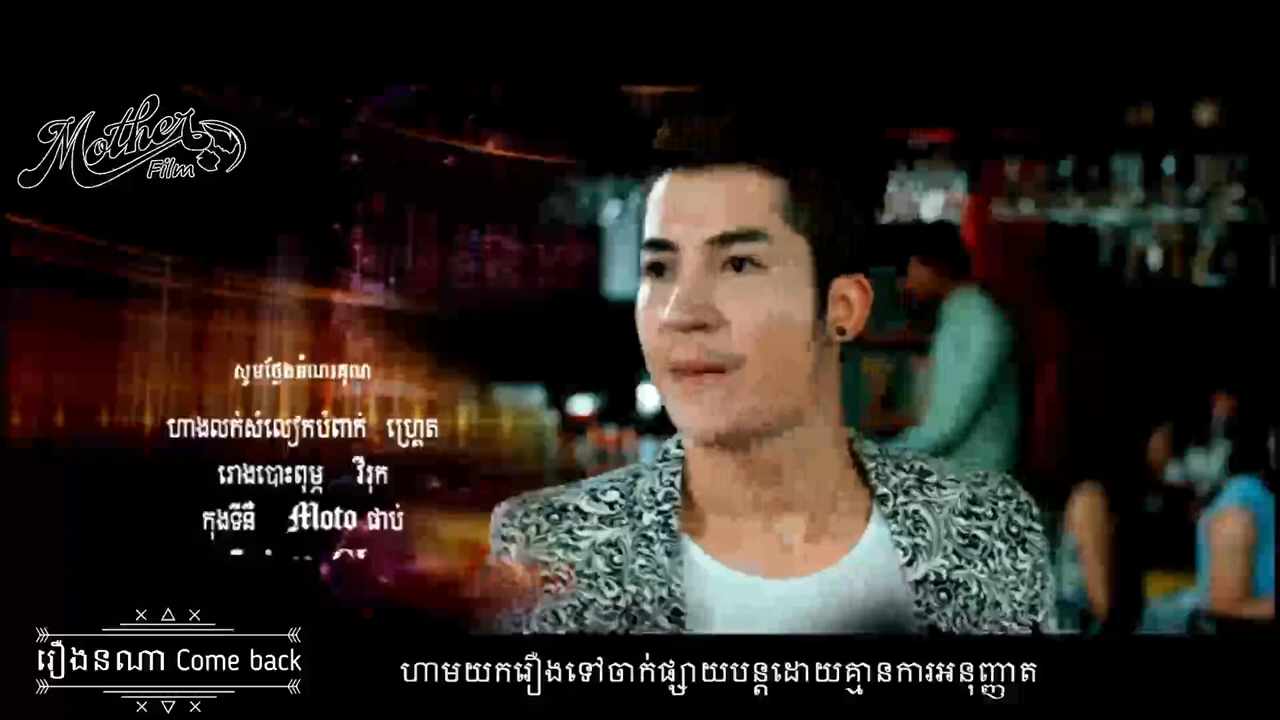 Mother
Film
សូមថ្លែងអំណរគុណ
ហាងលក់សំលៀកបំពាក់ ហ្គ្រេត
រោងបោះពុម្ភ វីរុក
កុងទីនី Moto ផាប់
រឿងនណា Come back
ហាមយករឿងទៅចាក់ផ្សាយបន្តដោយគ្មានការអនុញ្ញាត